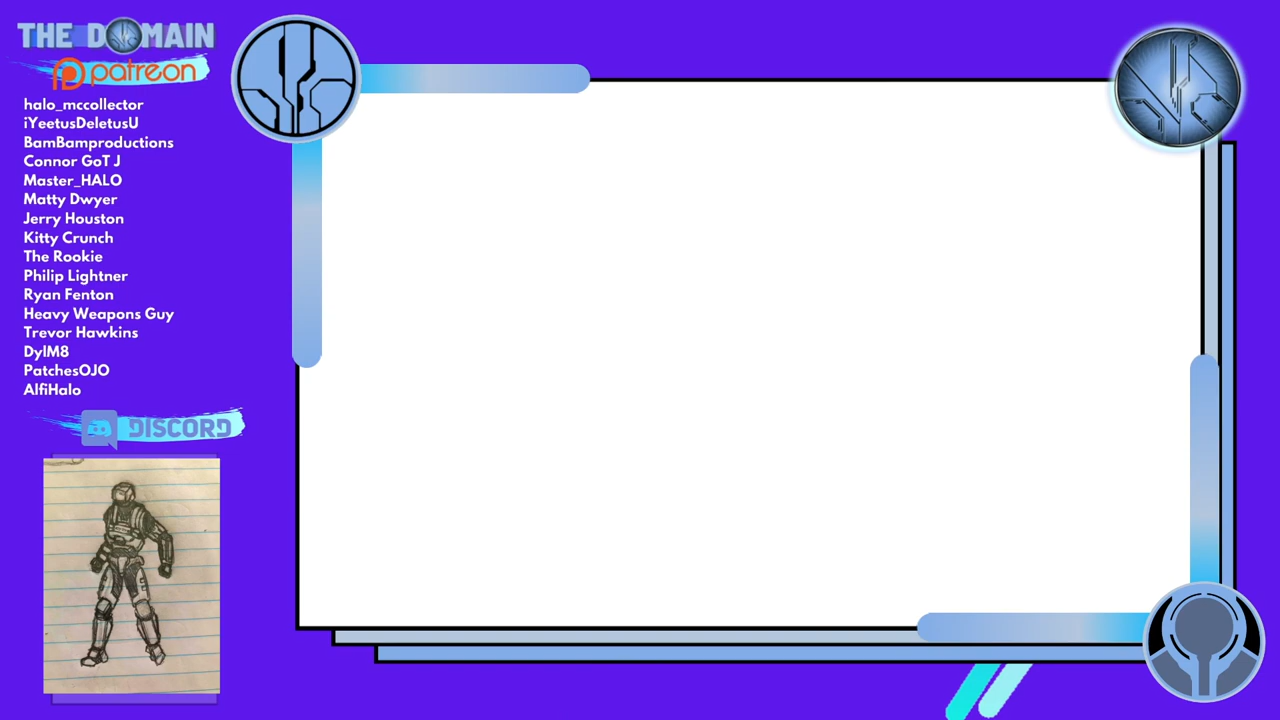 THE DOMAIN
patreon
halo_mccollector
iYeetusDeletusU
BamBamproductions
Connor GoT J
Master_HALO
Matty Dwyer
Jerry Houston
Kitty Crunch
The Rookie
Philip Lightner
Ryan Fenton
Heavy Weapons Guy
Trevor Hawkins
DylM8
PatchesOJO
AlfiHalo
DISCORD